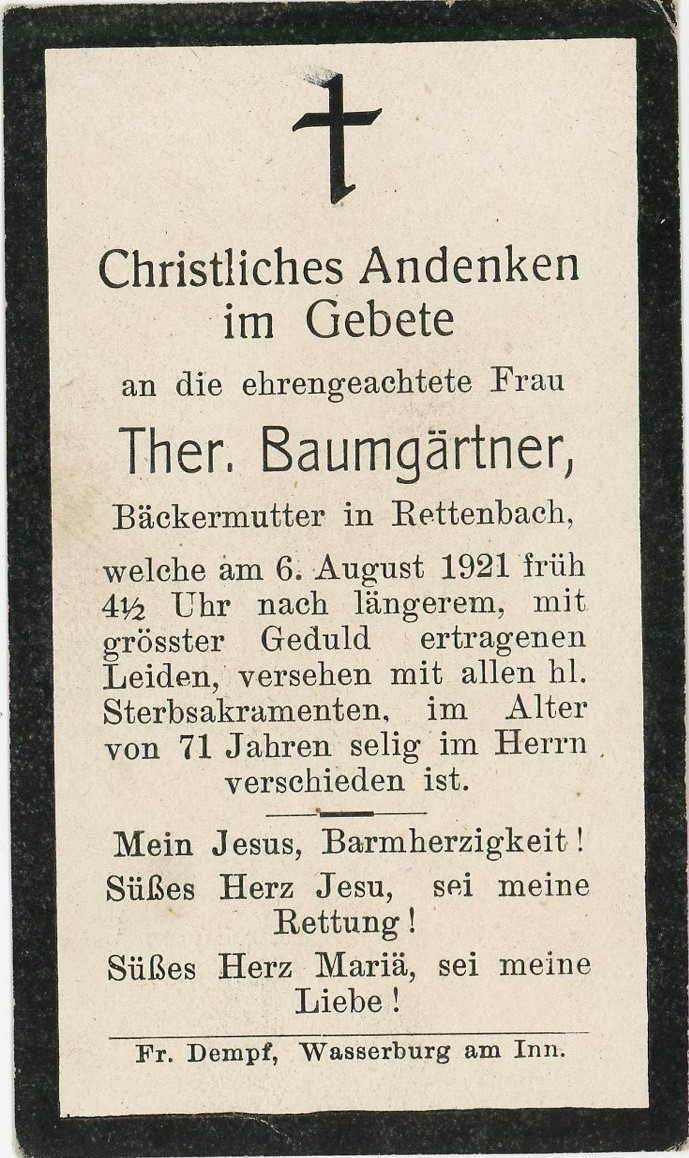 Christliches Andenken
im Gebete
an die ehrengeachtete Frau
Ther. Baumgärtner,
Bäckermutter in Rettenbach,
welche am 6. August 1921 früh
4½ Uhr nach längerem, mit
grösster Geduld ertragenen
Leiden, versehen mit allen hl.
Sterbsakramenten, im Alter
von 71 Jahren selig im Herrn
verschieden ist.
Mein Jesus, Barmherzigkeit!
Süßes Herz Jesu, sei meine
Rettung!
Süßes Herz Mariä, sei meine
Liebe!
Fr. Dempf, Wasserburg am Inn.